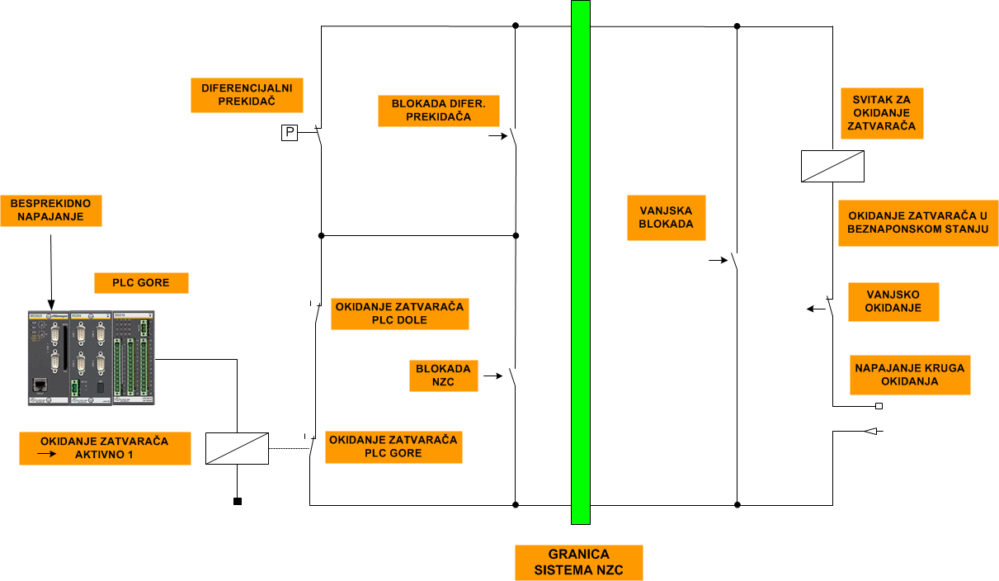 DIFERENCIJALNI
PREKIDAČ
P
BLOKADA DIFER.
PREKIDAČA
SVITAK ZA
OKIDANJE
ZATVARAČA
BESPREKIDNO
NAPAJANJE
VANJSKA
BLOKADA
OKIDANJE ZATVARAČA U
BEZNAPONSKOM STANJU
PLC GORE
OKIDANJE ZATVARAČA
PLC DOLE
VANJSKO
OKIDANJE
BLOKADA
NZC
NAPAJANJE KRUGA
OKIDANJA
OKIDANJE ZATVARAČA
AKTIVNO 1
OKIDANJE ZATVARAČA
PLC GORE
GRANICA
SISTEMA NZC